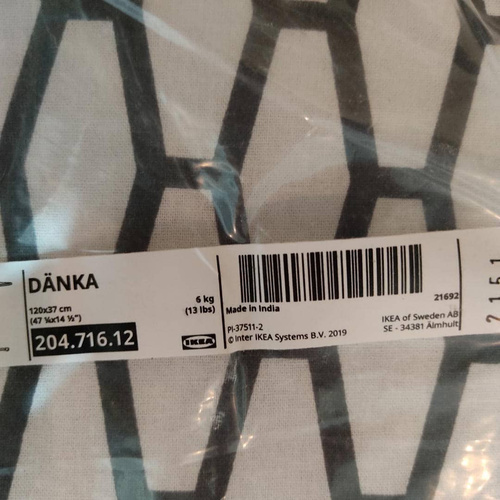 DÄNKA
120x37 cm
(47 ¼x14 ½")
6 kg
(13 lbs)
204.716.12
IKEA
Made in India
PI-37511-2
© Inter IKEA Systems B.V. 2019
21692
IKEA of Sweden AB
SE - 34381 Älmhult
2151